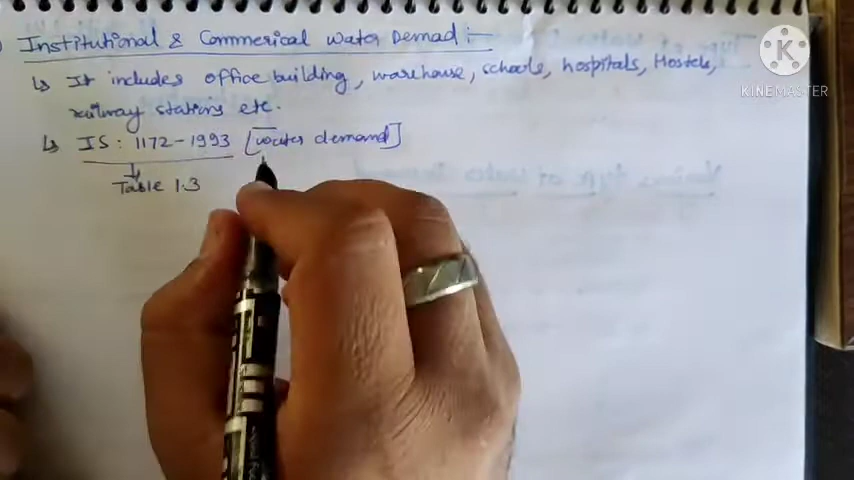 Institutional & Commerical water Demad :-
↳ It includes office building, warehouse, schools, hospitals, Hostels,
railway stations etc.
↳ IS : 1172-1993 [water demand]
Table 1.3
KINEMASTER